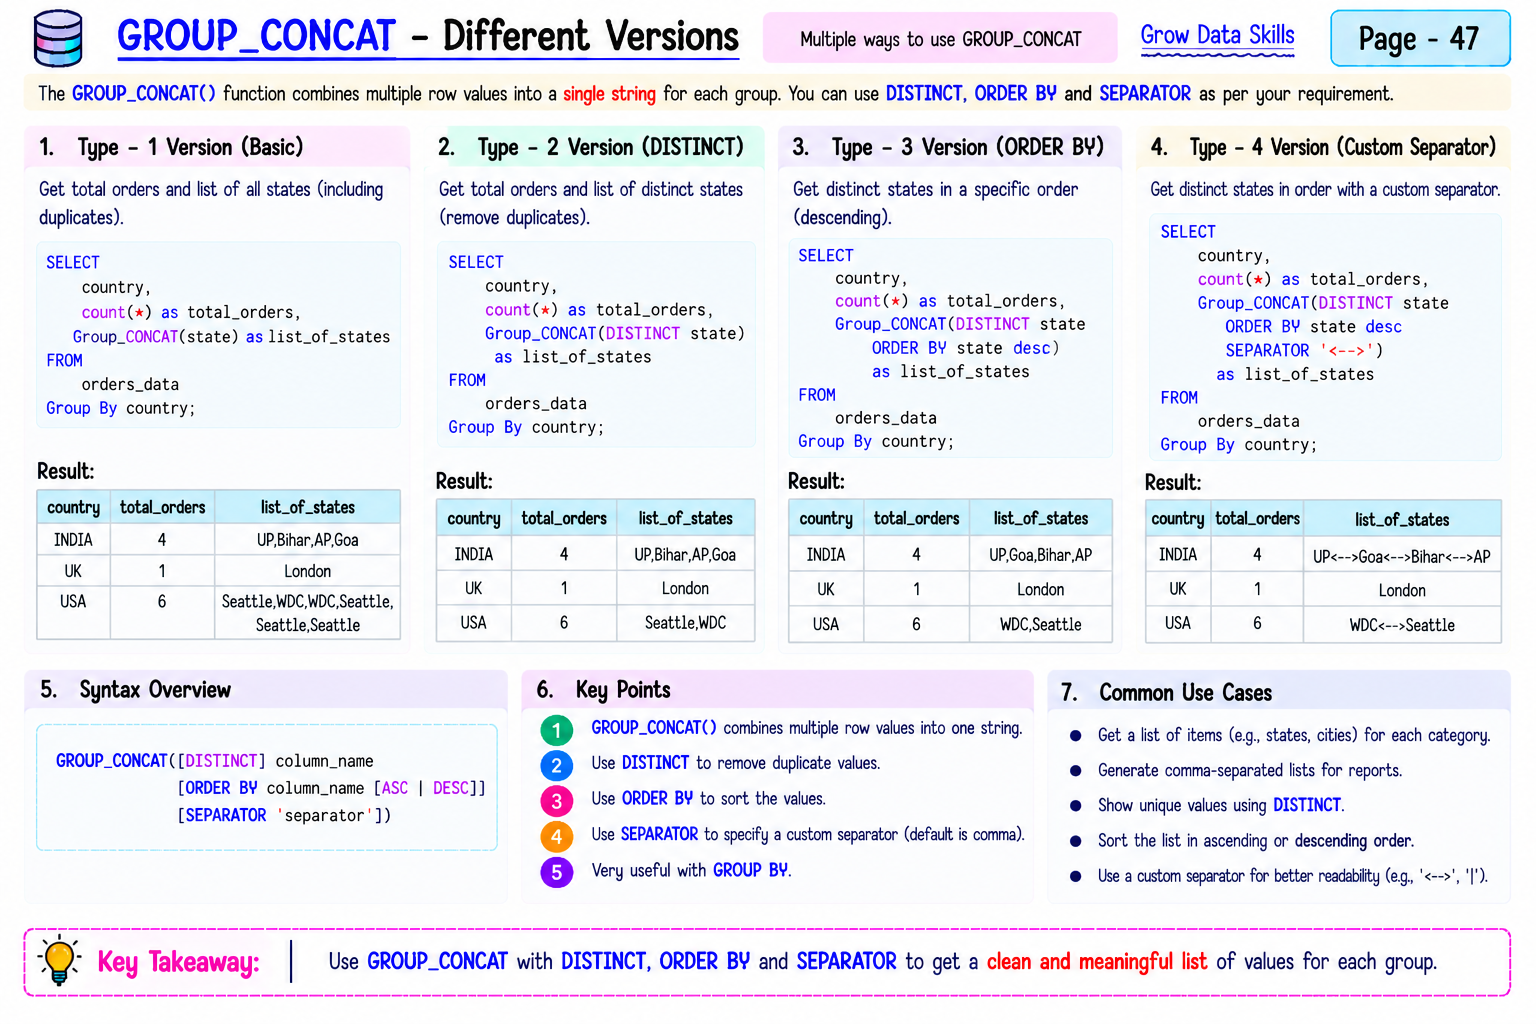 GROUP_CONCAT – Different Versions
Multiple ways to use GROUP_CONCAT
Grow Data Skills
Page - 47
The GROUP_CONCAT() function combines multiple row values into a single string for each group. You can use DISTINCT, ORDER BY and SEPARATOR as per your requirement.
1. Type - 1 Version (Basic)
Get total orders and list of all states (including
duplicates).
SELECT
country,
count(*) as total_orders,
Group_CONCAT(state) as list_of_states
FROM
orders_data
Group By country;
Result:
country total_orders list_of_states
INDIA 4 UP,Bihar,AP,Goa
UK 1 London
USA 6 Seattle,WDC,WDC,Seattle,
Seattle,Seattle
2. Type - 2 Version (DISTINCT)
Get total orders and list of distinct states
(remove duplicates).
SELECT
country,
count(*) as total_orders,
Group_CONCAT(DISTINCT state)
as list_of_states
FROM
orders_data
Group By country;
Result:
country total_orders list_of_states
INDIA 4 UP,Bihar,AP,Goa
UK 1 London
USA 6 Seattle,WDC
3. Type - 3 Version (ORDER BY)
Get distinct states in a specific order
(descending).
SELECT
country,
count(*) as total_orders,
Group_CONCAT(DISTINCT state
ORDER BY state desc)
as list_of_states
FROM
orders_data
Group By country;
Result:
country total_orders list_of_states
INDIA 4 UP,Goa,Bihar,AP
UK 1 London
USA 6 WDC,Seattle
4. Type - 4 Version (Custom Separator)
Get distinct states in order with a custom separator.
SELECT
country,
count(*) as total_orders,
Group_CONCAT(DISTINCT state
ORDER BY state desc
SEPARATOR '<-->')
as list_of_states
FROM
orders_data
Group By country;
Result:
country total_orders list_of_states
INDIA 4 UP<-->Goa<-->Bihar<-->AP
UK 1 London
USA 6 WDC<-->Seattle
5. Syntax Overview
GROUP_CONCAT([DISTINCT] column_name
[ORDER BY column_name [ASC | DESC]]
[SEPARATOR 'separator'])
6. Key Points
1 GROUP_CONCAT() combines multiple row values into one string.
2 Use DISTINCT to remove duplicate values.
3 Use ORDER BY to sort the values.
4 Use SEPARATOR to specify a custom separator (default is comma).
5 Very useful with GROUP BY.
7. Common Use Cases
● Get a list of items (e.g., states, cities) for each category.
● Generate comma-separated lists for reports.
● Show unique values using DISTINCT.
● Sort the list in ascending or descending order.
● Use a custom separator for better readability (e.g., '<-->', '|').
Key Takeaway: Use GROUP_CONCAT with DISTINCT, ORDER BY and SEPARATOR to get a clean and meaningful list of values for each group.